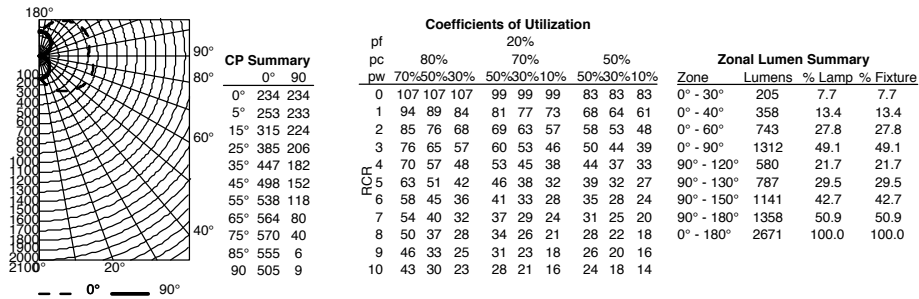 180°
90°
80°
60°
40°
20°
0°
100
200
300
400
500
600
700
800
900
1000
1100
1200
1300
1400
1500
1600
1700
1800
1900
2000
2100
0° 90°
CP Summary
0° 90
0° 234 234
5° 253 233
15° 315 224
25° 385 206
35° 447 182
45° 498 152
55° 538 118
65° 564 80
75° 570 40
85° 555 6
90 505 9
Coefficients of Utilization
pf 20%
pc 80% 70% 50%
pw 70%50%30% 50%30%10% 50%30%10%
RCR
0 107 107 107 99 99 99 83 83 83
1 94 89 84 81 77 73 68 64 61
2 85 76 68 69 63 57 58 53 48
3 76 65 57 60 53 46 50 44 39
4 70 57 48 53 45 38 44 37 33
5 63 51 42 46 38 32 39 32 27
6 58 45 36 41 33 28 35 28 24
7 54 40 32 37 29 24 31 25 20
8 50 37 28 34 26 21 28 22 18
9 46 33 25 31 23 18 26 20 16
10 43 30 23 28 21 16 24 18 14
Zonal Lumen Summary
Zone Lumens % Lamp % Fixture
0° - 30° 205 7.7 7.7
0° - 40° 358 13.4 13.4
0° - 60° 743 27.8 27.8
0° - 90° 1312 49.1 49.1
90° - 120° 580 21.7 21.7
90° - 130° 787 29.5 29.5
90° - 150° 1141 42.7 42.7
90° - 180° 1358 50.9 50.9
0° - 180° 2671 100.0 100.0